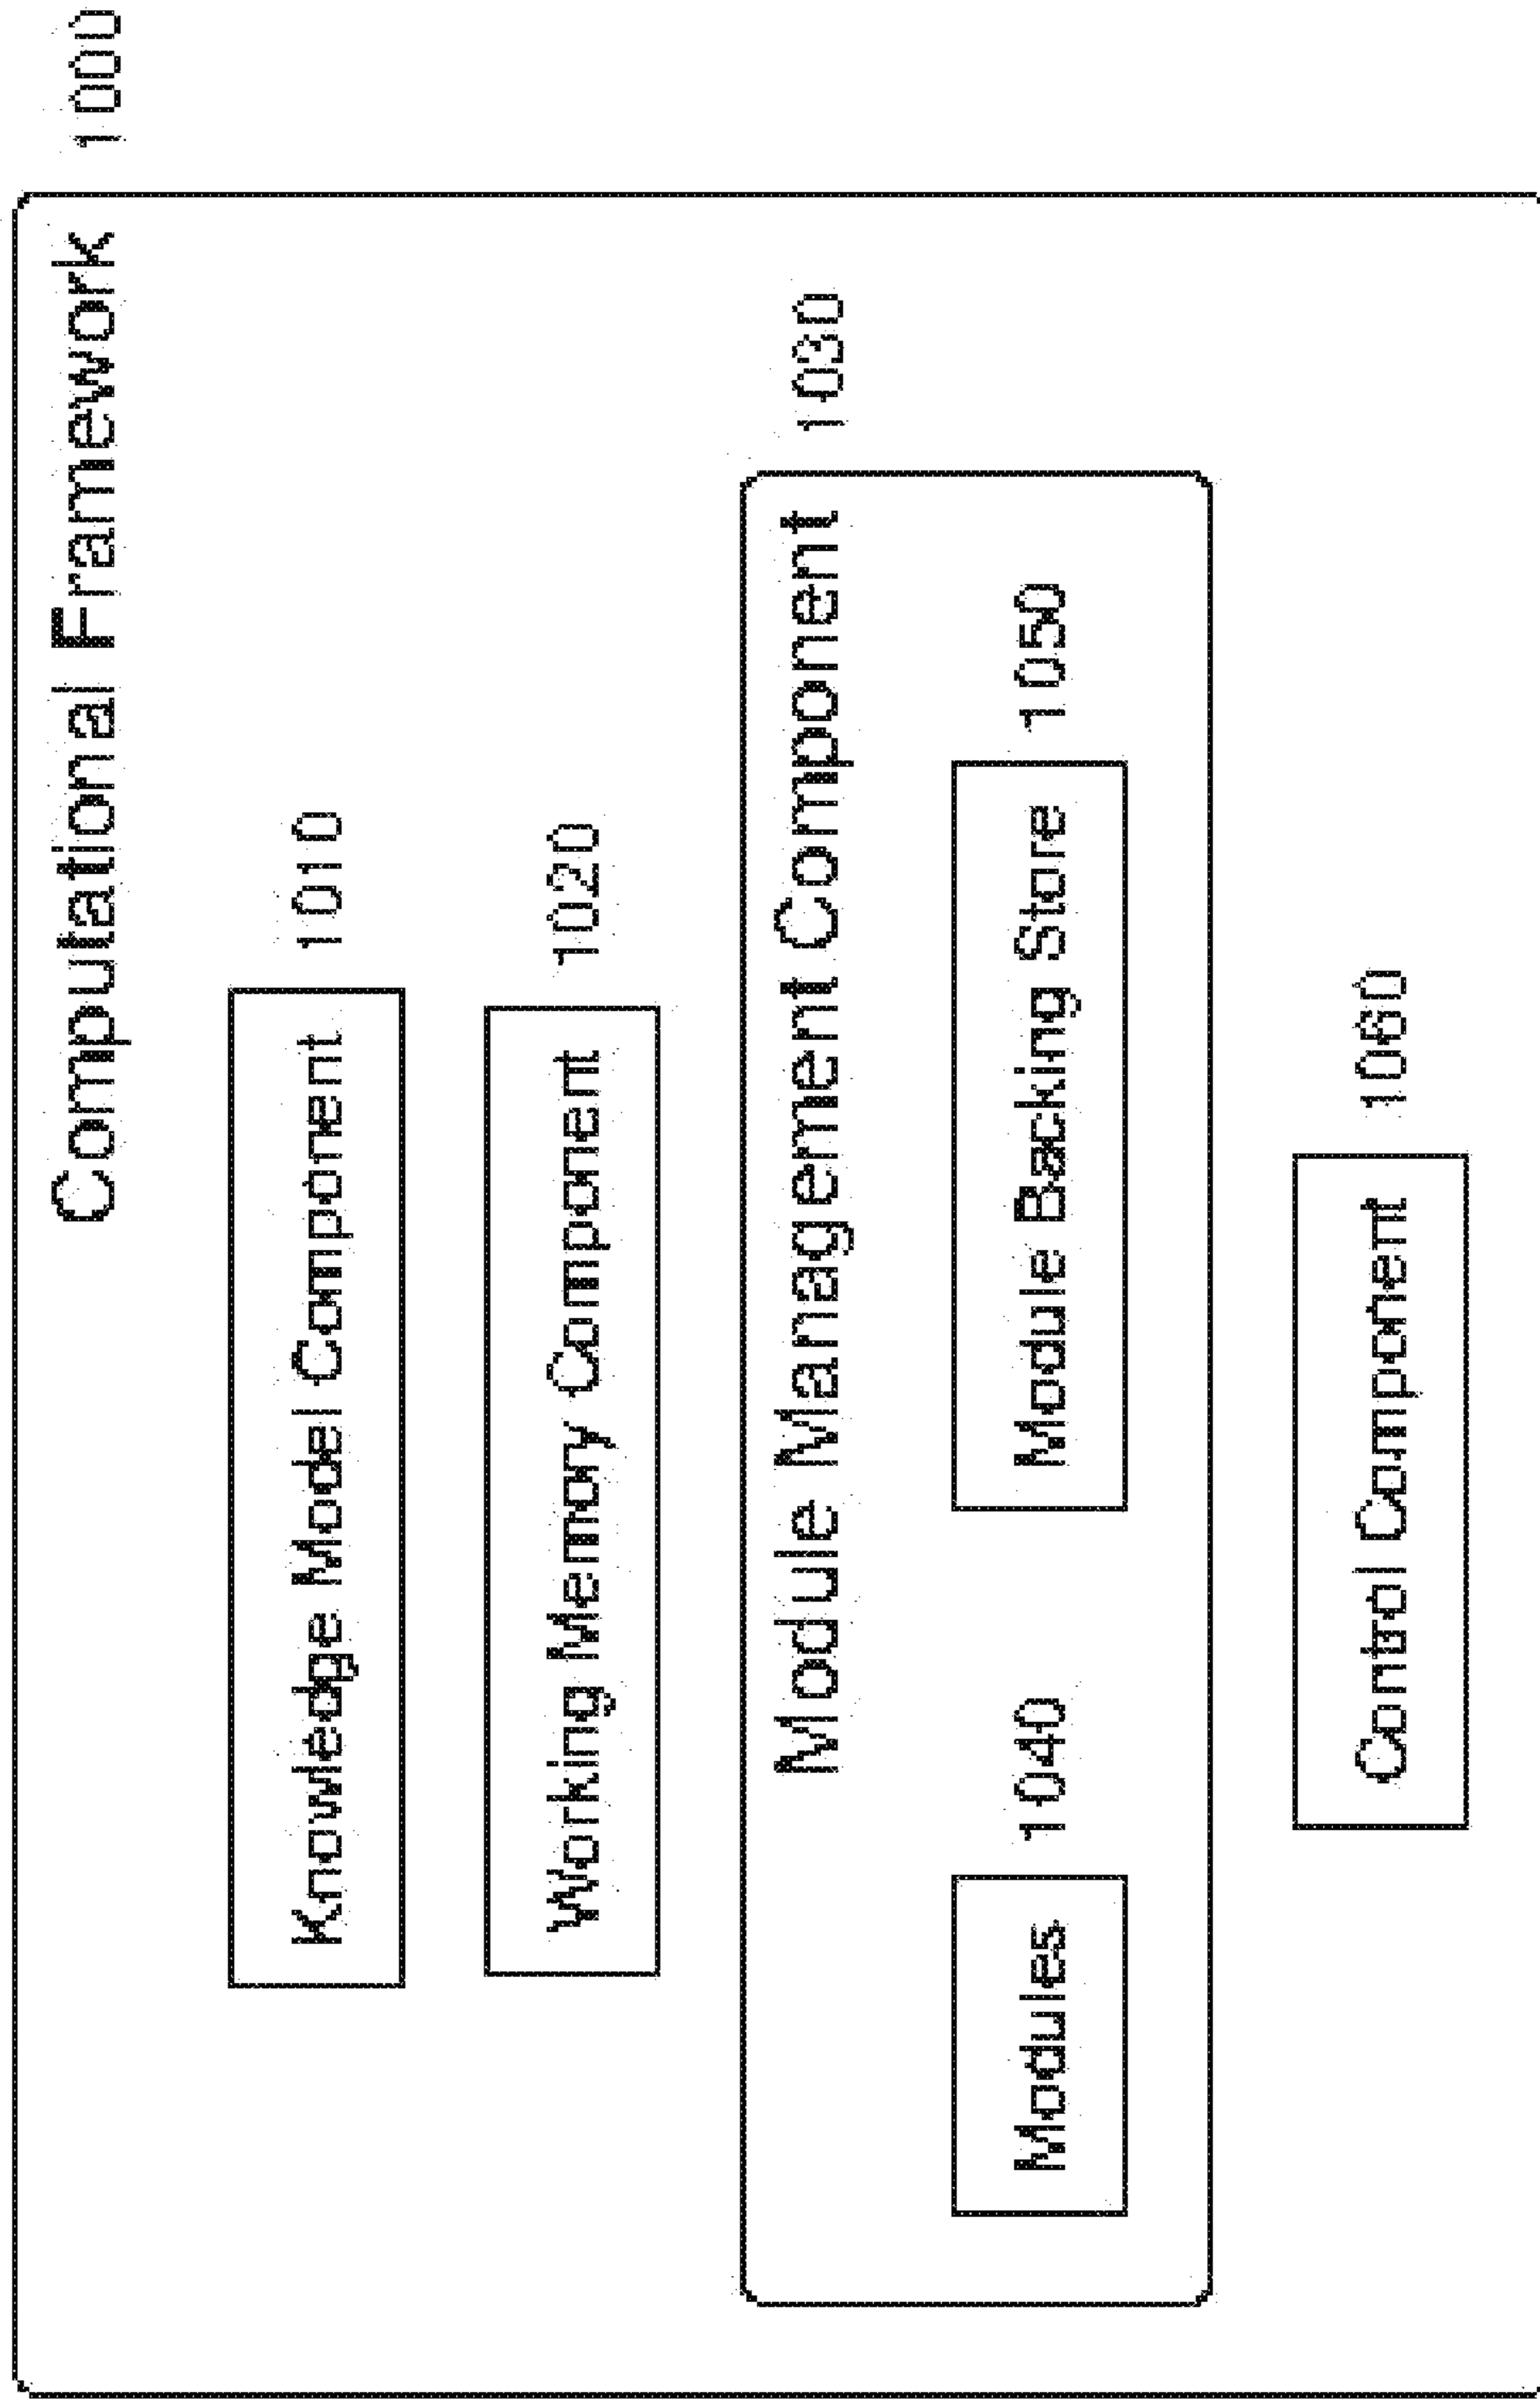 Computational Framework 1000
Knowledge Model Component 1010
Working Memory Component 1020
Module Management Component 1030
Modules 1040 Module Backing Store 1050
Control Component 1060